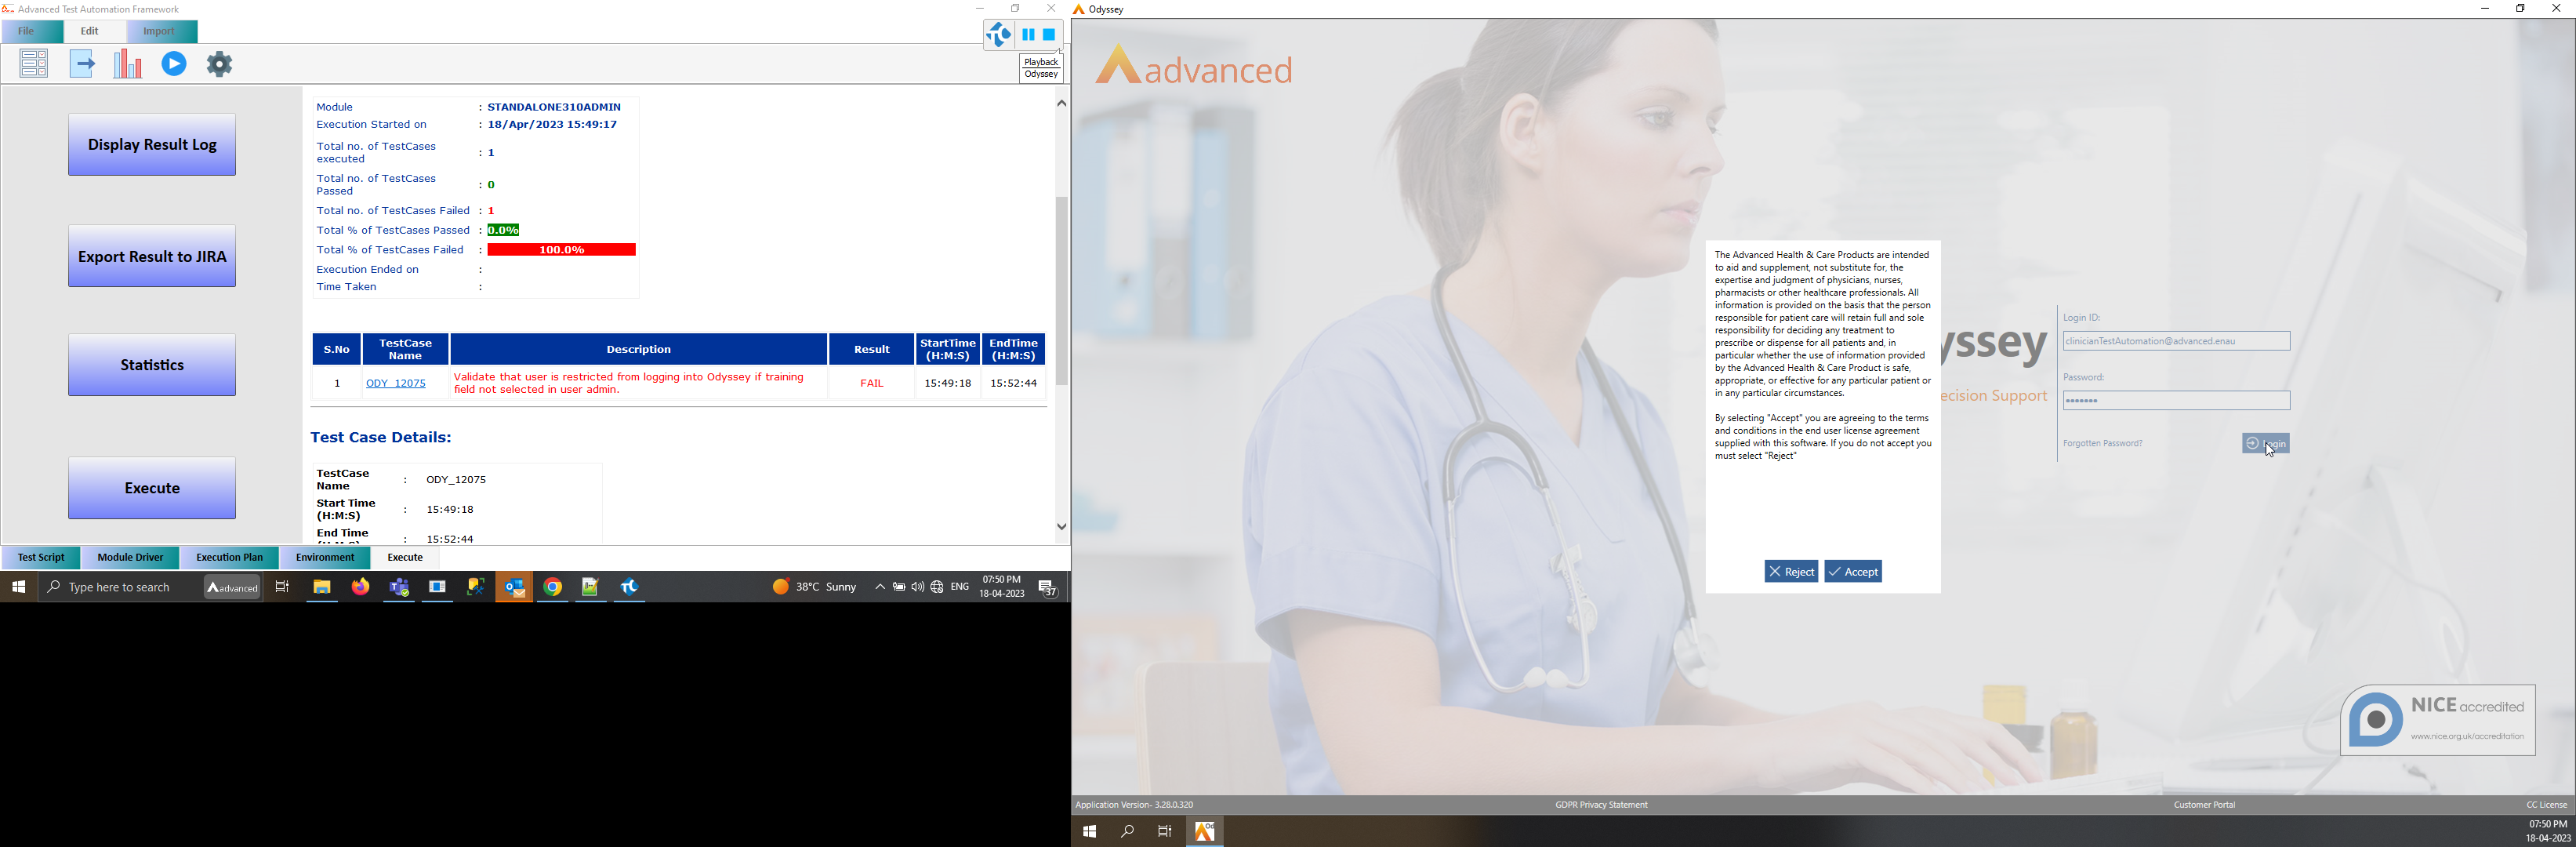 Advanced Test Automation Framework
File
Edit
Import
Playback
Odyssey
Display Result Log
Export Result to JIRA
Statistics
Execute
Module : STANDALONE310ADMIN
Execution Started on : 18/Apr/2023 15:49:17
Total no. of TestCases
executed : 1
Total no. of TestCases
Passed : 0
Total no. of TestCases Failed : 1
Total % of TestCases Passed : 0.0%
Total % of TestCases Failed : 100.0%
Execution Ended on :
Time Taken :
S.No TestCase Name Description Result StartTime (H:M:S) EndTime (H:M:S)
1 ODY_12075 Validate that user is restricted from logging into Odyssey if training FAIL 15:49:18 15:52:44
field not selected in user admin.
Test Case Details:
TestCase
Name : ODY_12075
Start Time
(H:M:S) : 15:49:18
End Time
(H:M:S) : 15:52:44
Test Script
Module Driver
Execution Plan
Environment
Execute
Type here to search
advanced
38°C Sunny
ENG
07:50 PM
18-04-2023
37
Odyssey
advanced
The Advanced Health & Care Products are intended
to aid and supplement, not substitute for, the
expertise and judgment of physicians, nurses,
pharmacists or other healthcare professionals. All
information is provided on the basis that the person
responsible for patient care will retain full and sole
responsibility for deciding any treatment to
prescribe or dispense for all patients and, in
particular whether the use of information provided
by the Advanced Health & Care Product is safe,
appropriate, or effective for any particular patient or
in any particular circumstances.
By selecting "Accept" you are agreeing to the terms
and conditions in the end user license agreement
supplied with this software. If you do not accept you
must select "Reject"
Reject
Accept
yssey
ecision Support
Login ID:
clinicianTestAutomation@advanced.enau
Password:
•••••••
Forgotten Password?
Login
NICE accredited
www.nice.org.uk/accreditation
Application Version- 3.28.0.320
GDPR Privacy Statement
Customer Portal
CC License
Od
07:50 PM
18-04-2023